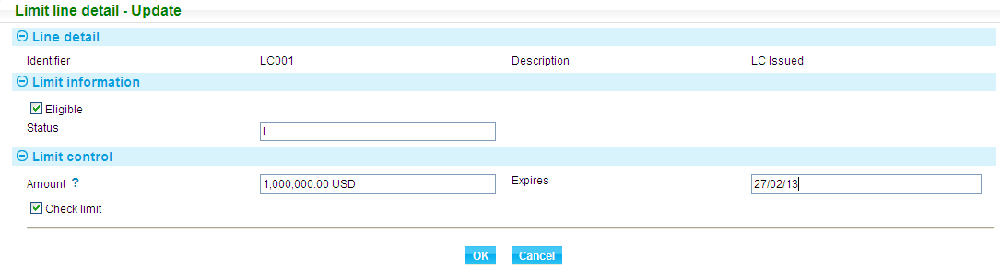 Limit line detail - Update
Line detail
Identifier LC001 Description LC Issued
Limit information
Eligible
Status L
Limit control
Amount ? 1,000,000.00 USD Expires 27/02/13
Check limit
OK Cancel